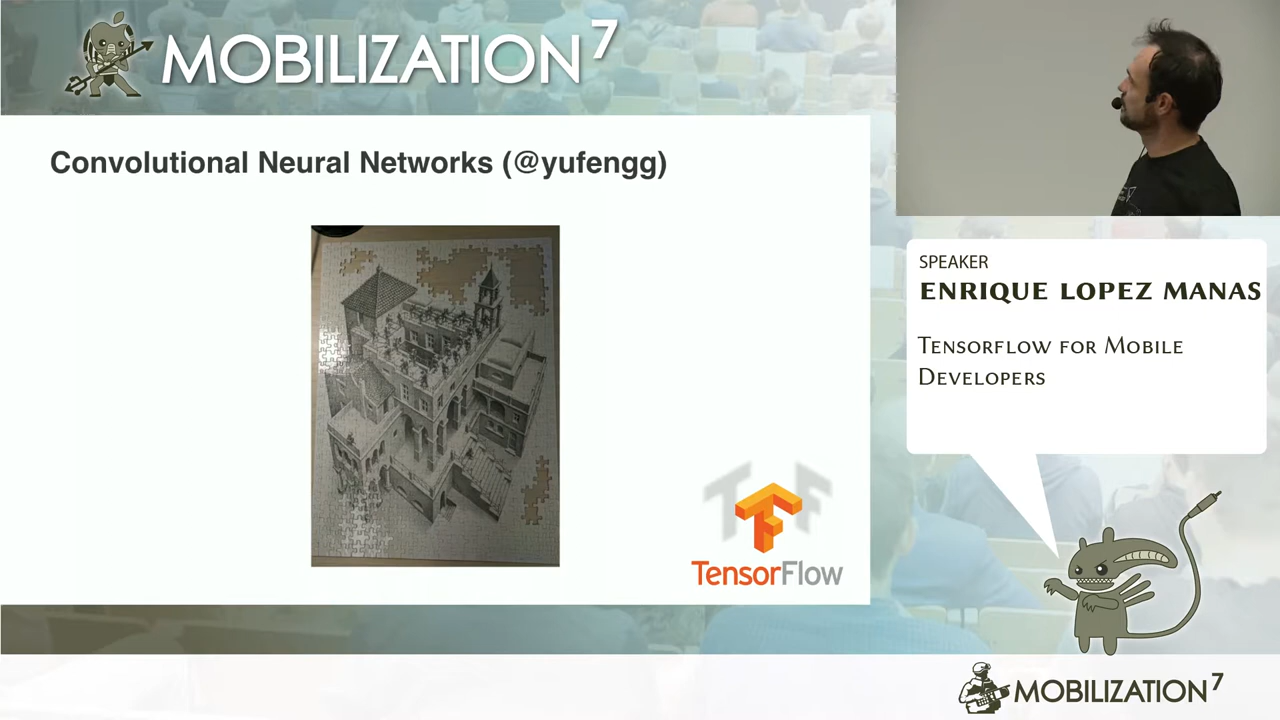 MOBILIZATION7
Convolutional Neural Networks (@yufengg)
TensorFlow
SPEAKER
ENRIQUE LOPEZ MANAS
TENSORFLOW FOR MOBILE
DEVELOPERS
MOBILIZATION7